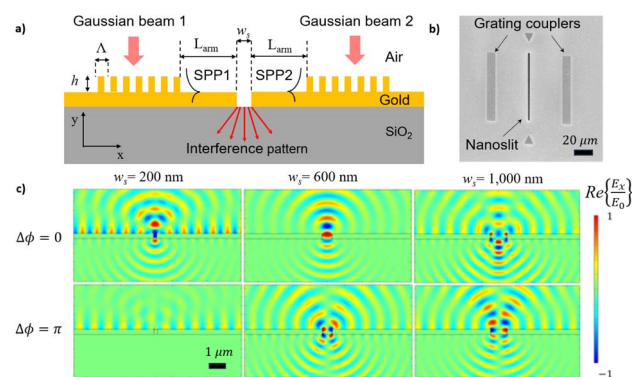 a)
Gaussian beam 1
Gaussian beam 2
L_arm
w_s
L_arm
Λ
h
SPP1
SPP2
Air
Gold
SiO₂
y
x
Interference pattern
b)
Grating couplers
Nanoslit
20 μm
c)
w_s= 200 nm
w_s= 600 nm
w_s= 1,000 nm
Re{E_x/E_0}
1
Δϕ = 0
Δϕ = π
1 μm
−1